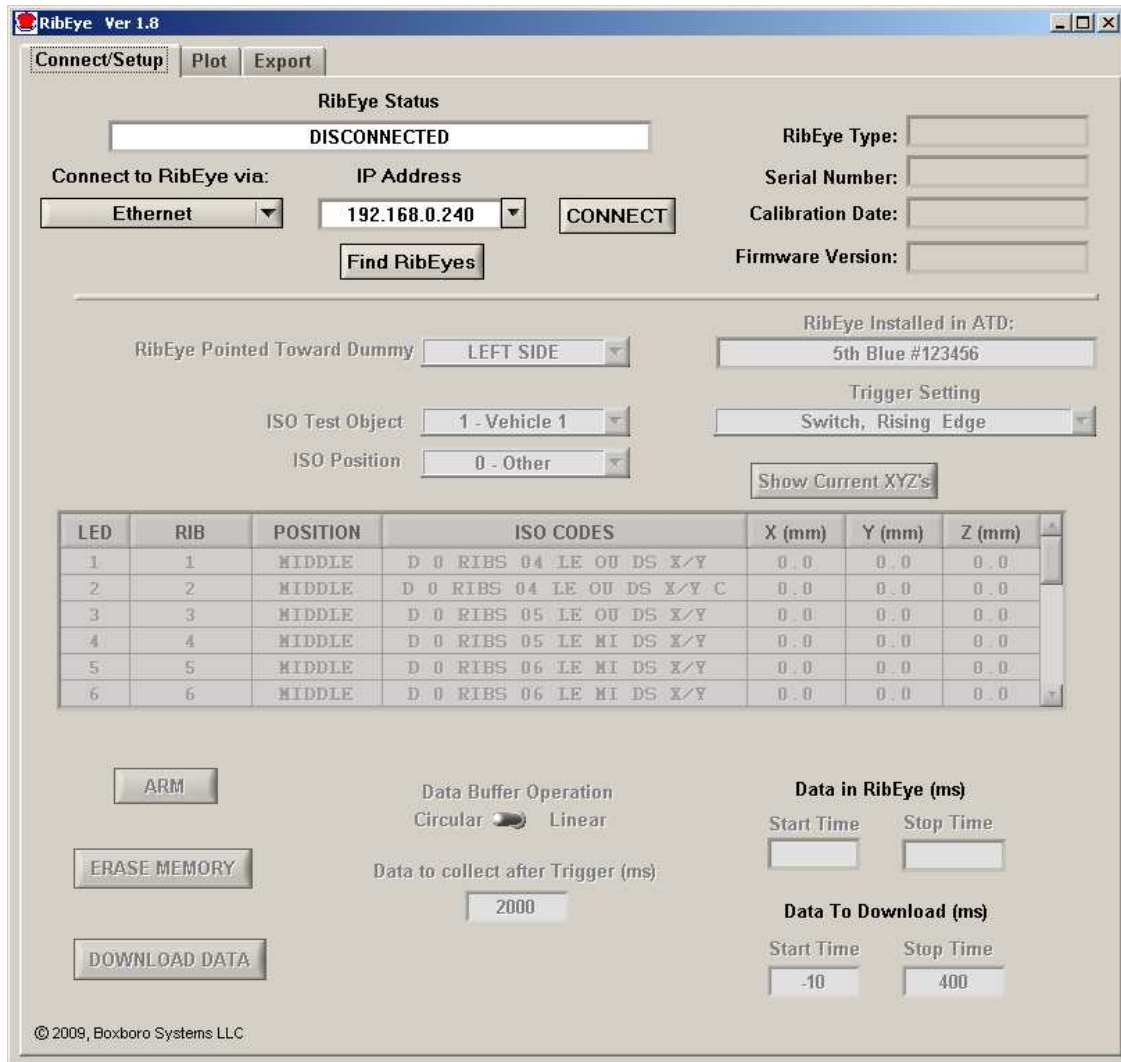 RibEye Ver 1.8
Connect/Setup Plot Export
RibEye Status
DISCONNECTED
RibEye Type:
Connect to RibEye via: IP Address
Serial Number:
Ethernet 192.168.0.240 CONNECT
Calibration Date:
Find RibEyes
Firmware Version:
RibEye Installed in ATD:
RibEye Pointed Toward Dummy LEFT SIDE
5th Blue #123456
Trigger Setting
ISO Test Object 1 - Vehicle 1
Switch, Rising Edge
ISO Position 0 - Other
Show Current XYZ's
LED RIB POSITION ISO CODES X (mm) Y (mm) Z (mm)
1 1 MIDDLE D 0 RIBS 04 LE OU DS X/Y 0.0 0.0 0.0
2 2 MIDDLE D 0 RIBS 04 LE OU DS X/Y C 0.0 0.0 0.0
3 3 MIDDLE D 0 RIBS 05 LE OU DS X/Y 0.0 0.0 0.0
4 4 MIDDLE D 0 RIBS 05 LE MI DS X/Y 0.0 0.0 0.0
5 5 MIDDLE D 0 RIBS 06 LE MI DS X/Y 0.0 0.0 0.0
6 6 MIDDLE D 0 RIBS 06 LE MI DS X/Y 0.0 0.0 0.0
ARM
Data Buffer Operation
Circular Linear
Data in RibEye (ms)
Start Time Stop Time
ERASE MEMORY
Data to collect after Trigger (ms)
2000
Data To Download (ms)
Start Time Stop Time
DOWNLOAD DATA
-10 400
© 2009, Boxboro Systems LLC